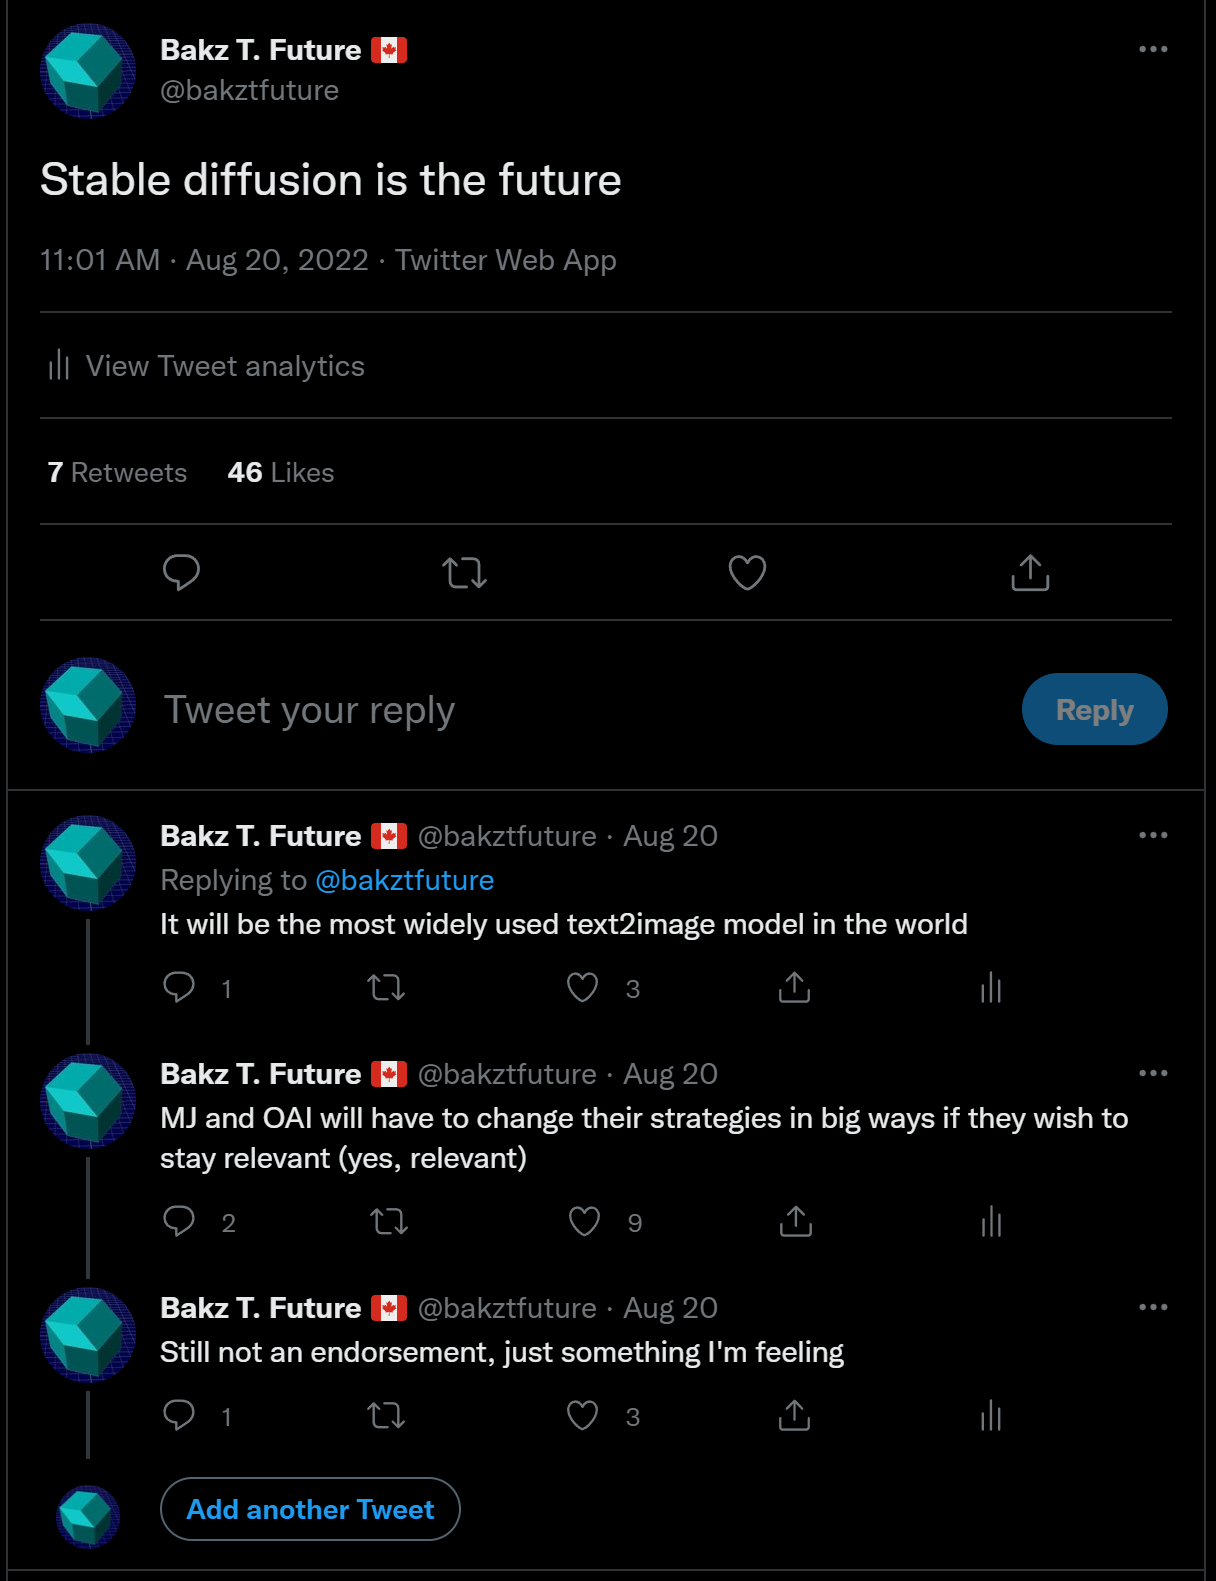 Bakz T. Future 🇨🇦
@bakztfuture
Stable diffusion is the future
11:01 AM · Aug 20, 2022 · Twitter Web App
View Tweet analytics
7 Retweets 46 Likes
Tweet your reply
Reply
Bakz T. Future 🇨🇦 @bakztfuture · Aug 20
Replying to @bakztfuture
It will be the most widely used text2image model in the world
1 3
Bakz T. Future 🇨🇦 @bakztfuture · Aug 20
MJ and OAI will have to change their strategies in big ways if they wish to
stay relevant (yes, relevant)
2 9
Bakz T. Future 🇨🇦 @bakztfuture · Aug 20
Still not an endorsement, just something I'm feeling
1 3
Add another Tweet